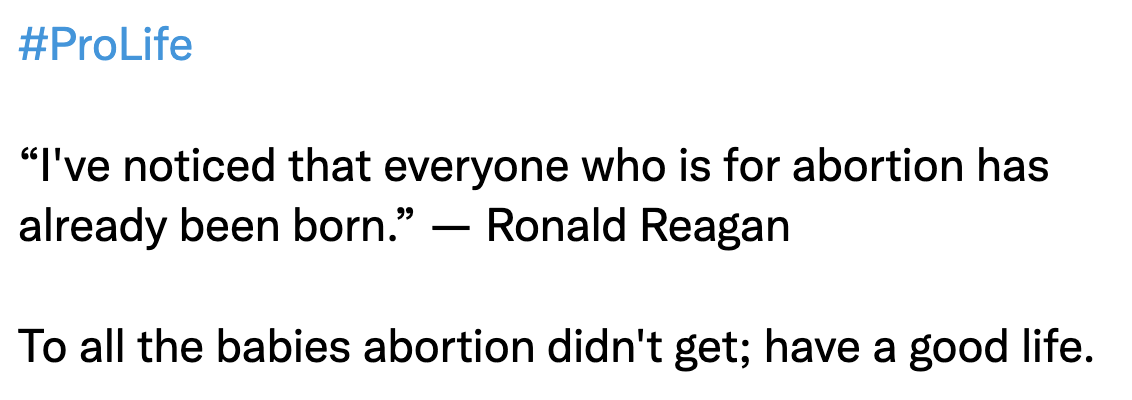 #ProLife
“I've noticed that everyone who is for abortion has
already been born.” — Ronald Reagan
To all the babies abortion didn't get; have a good life.